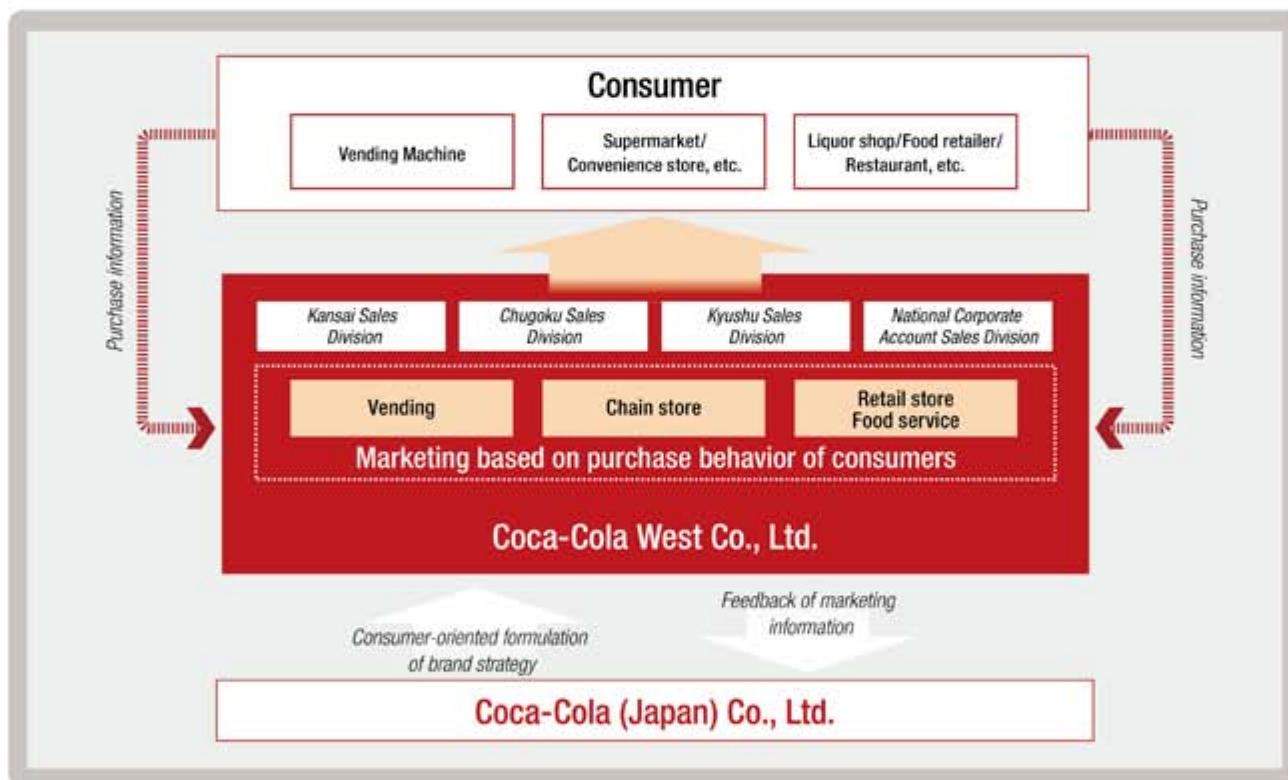 Consumer
Vending Machine
Supermarket/
Convenience store, etc.
Liquor shop/Food retailer/
Restaurant, etc.
Purchase information
Purchase information
Kansai Sales
Division
Chugoku Sales
Division
Kyushu Sales
Division
National Corporate
Account Sales Division
Vending
Chain store
Retail store
Food service
Marketing based on purchase behavior of consumers
Coca-Cola West Co., Ltd.
Consumer-oriented formulation
of brand strategy
Feedback of marketing
information
Coca-Cola (Japan) Co., Ltd.